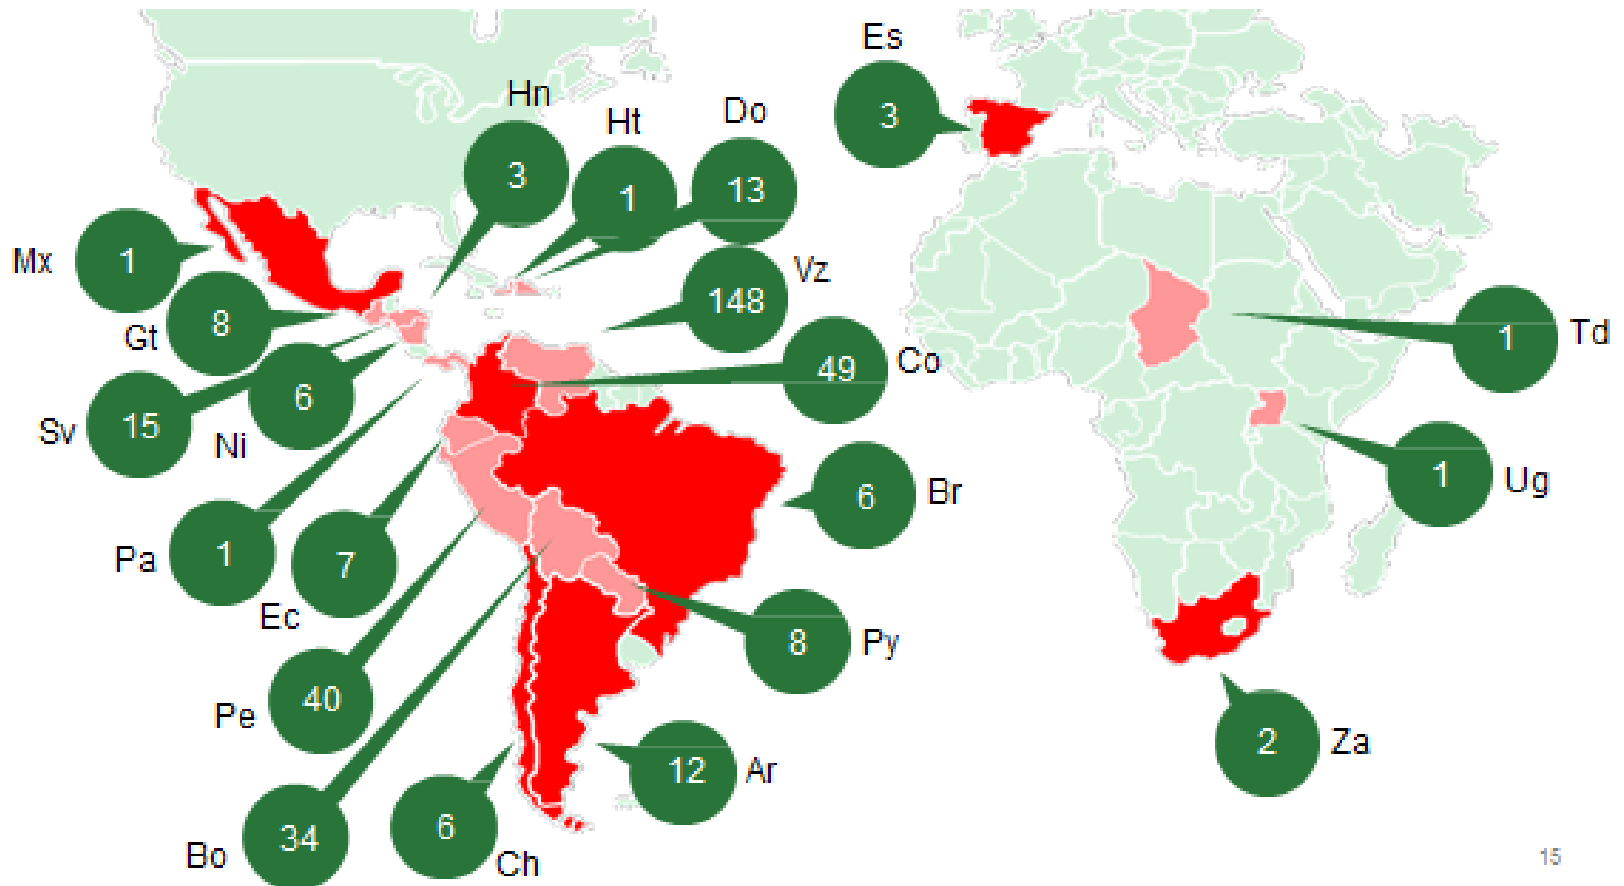 Es
3
Hn
3
Ht
1
Do
13
Mx
1
Vz
148
Gt
8
Td
1
Co
49
Sv
15
Ni
6
Ug
1
Br
6
Pa
1
Ec
7
Py
8
Pe
40
Za
2
Ar
12
Bo
34
Ch
6
15